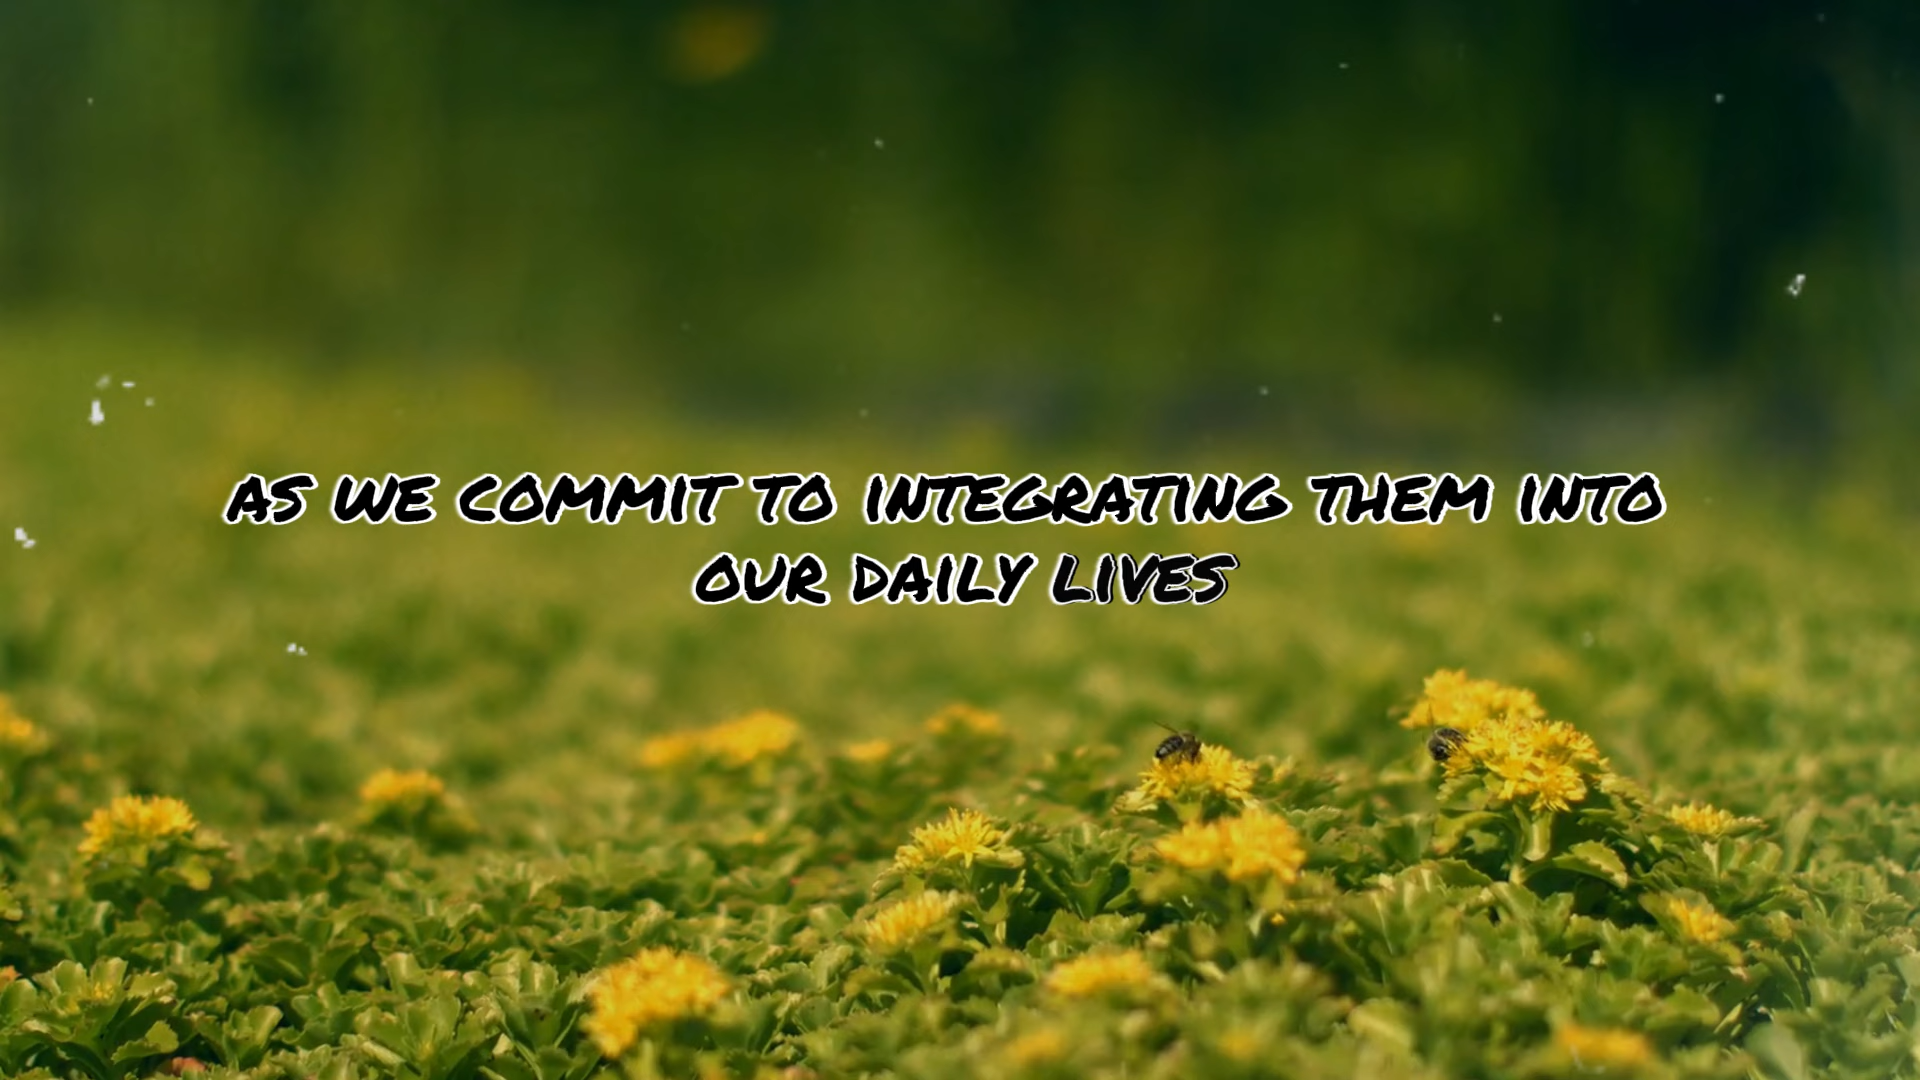 AS WE COMMIT TO INTEGRATING THEM INTO
OUR DAILY LIVES